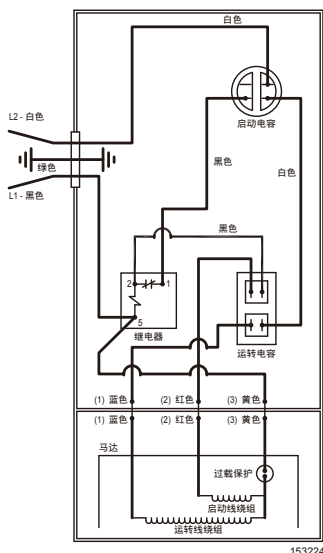 白色
L2 - 白色
启动电容
绿色
黑色
白色
L1 - 黑色
黑色
2 1
5
继电器
运转电容
(1) 蓝色 (2) 红色 (3) 黄色
(1) 蓝色 (2) 红色 (3) 黄色
马达
过载保护
启动线绕组
运转线绕组
153224